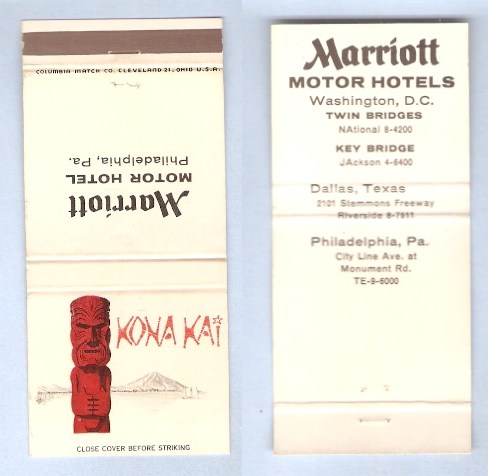 COLUMBIA MATCH CO. CLEVELAND 21, OHIO U.S.A.
Marriott
MOTOR HOTEL
Philadelphia, Pa.
KONA KAI
CLOSE COVER BEFORE STRIKING
Marriott
MOTOR HOTELS
Washington, D.C.
TWIN BRIDGES
NAtional 8-4200
KEY BRIDGE
JAckson 4-6400
Dallas, Texas
2101 Stemmons Freeway
Riverside 8-7511
Philadelphia, Pa.
City Line Ave. at
Monument Rd.
TE-9-6000